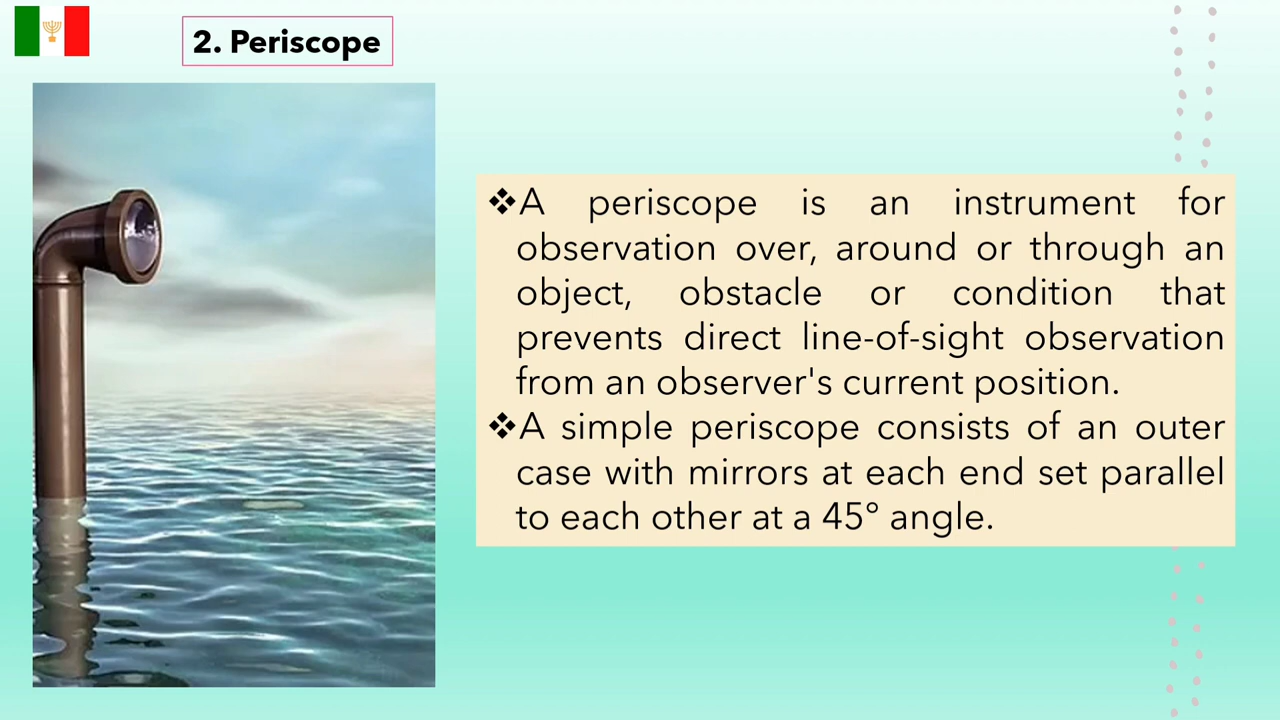 2. Periscope
❖A periscope is an instrument for
observation over, around or through an
object, obstacle or condition that
prevents direct line-of-sight observation
from an observer's current position.
❖A simple periscope consists of an outer
case with mirrors at each end set parallel
to each other at a 45° angle.